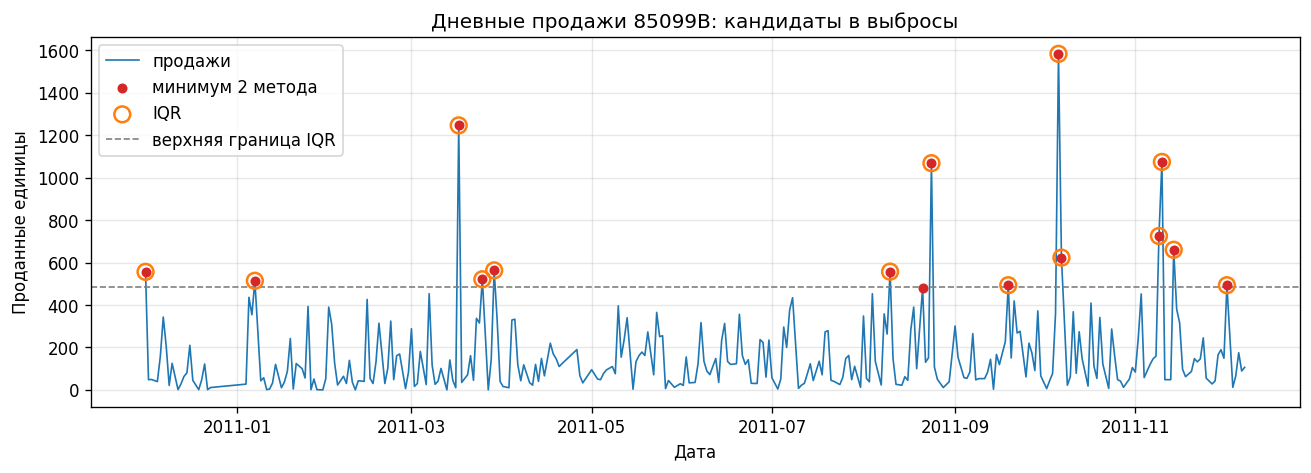 Дневные продажи 85099B: кандидаты в выбросы
Проданные единицы
1600
1400
1200
1000
800
600
400
200
0
продажи
минимум 2 метода
IQR
верхняя граница IQR
2011-01
2011-03
2011-05
2011-07
2011-09
2011-11
Дата